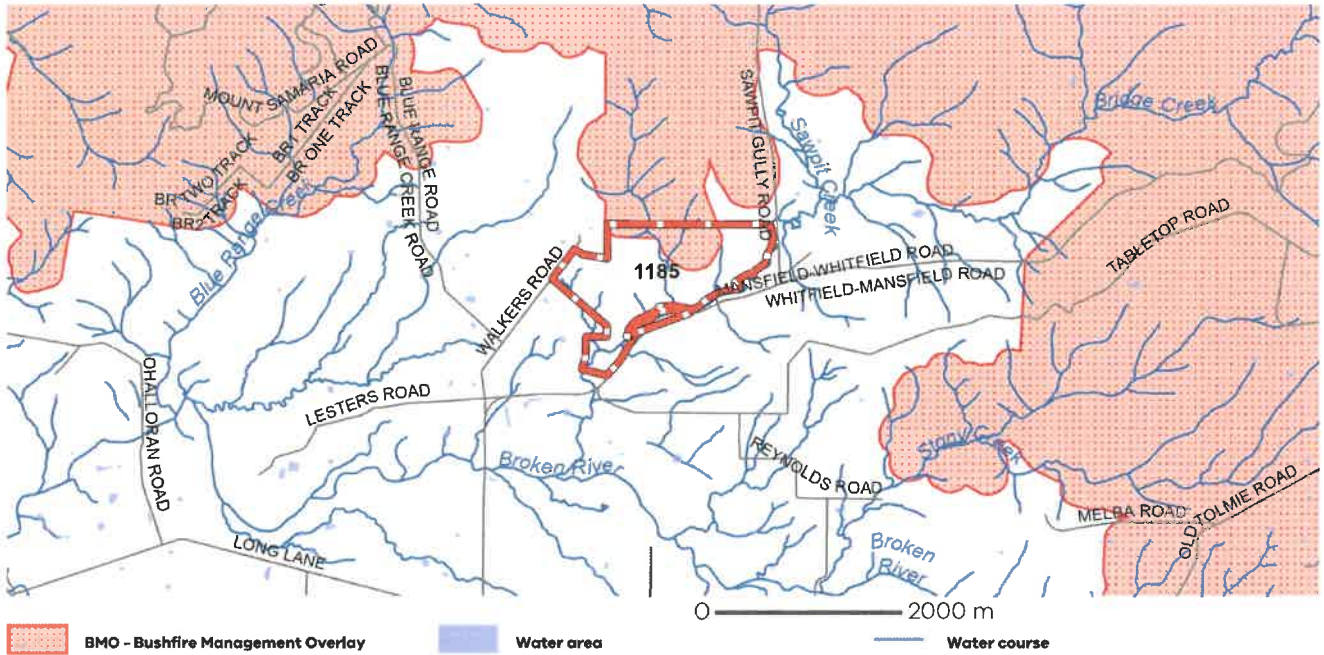 MOUNT SAMARIA ROAD
BR1 TRACK
BR ONE TRACK
BLUE RANGE CREEK ROAD
BLUE RANGE ROAD
BR TWO TRACK
BR2 TRACK
Blue Range Creek
SAWPIT GULLY ROAD
Sawpit Creek
Bridge Creek
TABLETOP ROAD
WALKERS ROAD
1185
MANSFIELD-WHITFIELD ROAD
WHITFIELD-MANSFIELD ROAD
OHALLORAN ROAD
LESTERS ROAD
Broken River
REYNOLDS ROAD
Stony Creek
MELBA ROAD
OLD TOLMIE ROAD
LONG LANE
Broken
River
0 2000 m
BMO - Bushfire Management Overlay
Water area
Water course